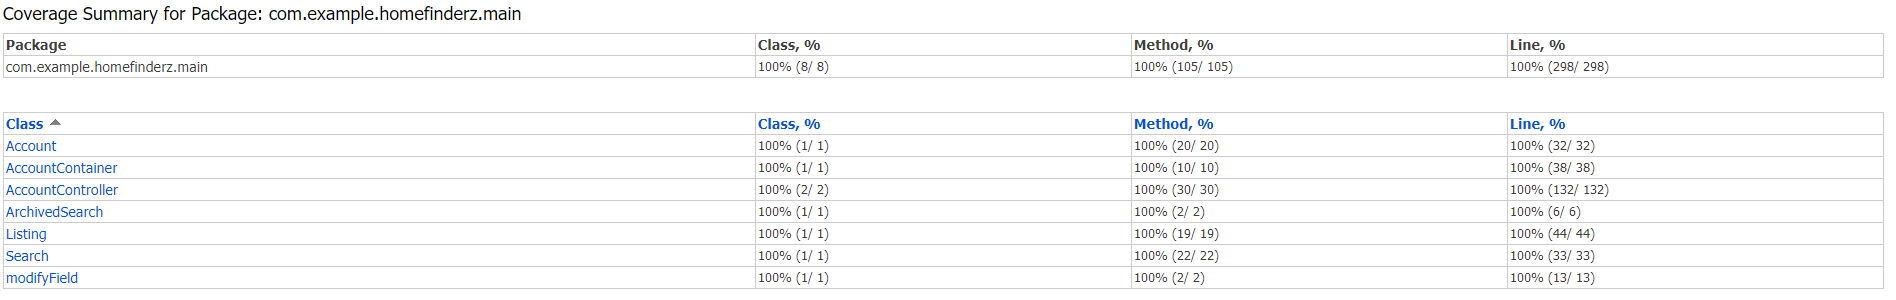 Coverage Summary for Package: com.example.homefinderz.main
Package Class, % Method, % Line, %
com.example.homefinderz.main 100% (8/ 8) 100% (105/ 105) 100% (298/ 298)
Class Class, % Method, % Line, %
Account 100% (1/ 1) 100% (20/ 20) 100% (32/ 32)
AccountContainer 100% (1/ 1) 100% (10/ 10) 100% (38/ 38)
AccountController 100% (2/ 2) 100% (30/ 30) 100% (132/ 132)
ArchivedSearch 100% (1/ 1) 100% (2/ 2) 100% (6/ 6)
Listing 100% (1/ 1) 100% (19/ 19) 100% (44/ 44)
Search 100% (1/ 1) 100% (22/ 22) 100% (33/ 33)
modifyField 100% (1/ 1) 100% (2/ 2) 100% (13/ 13)